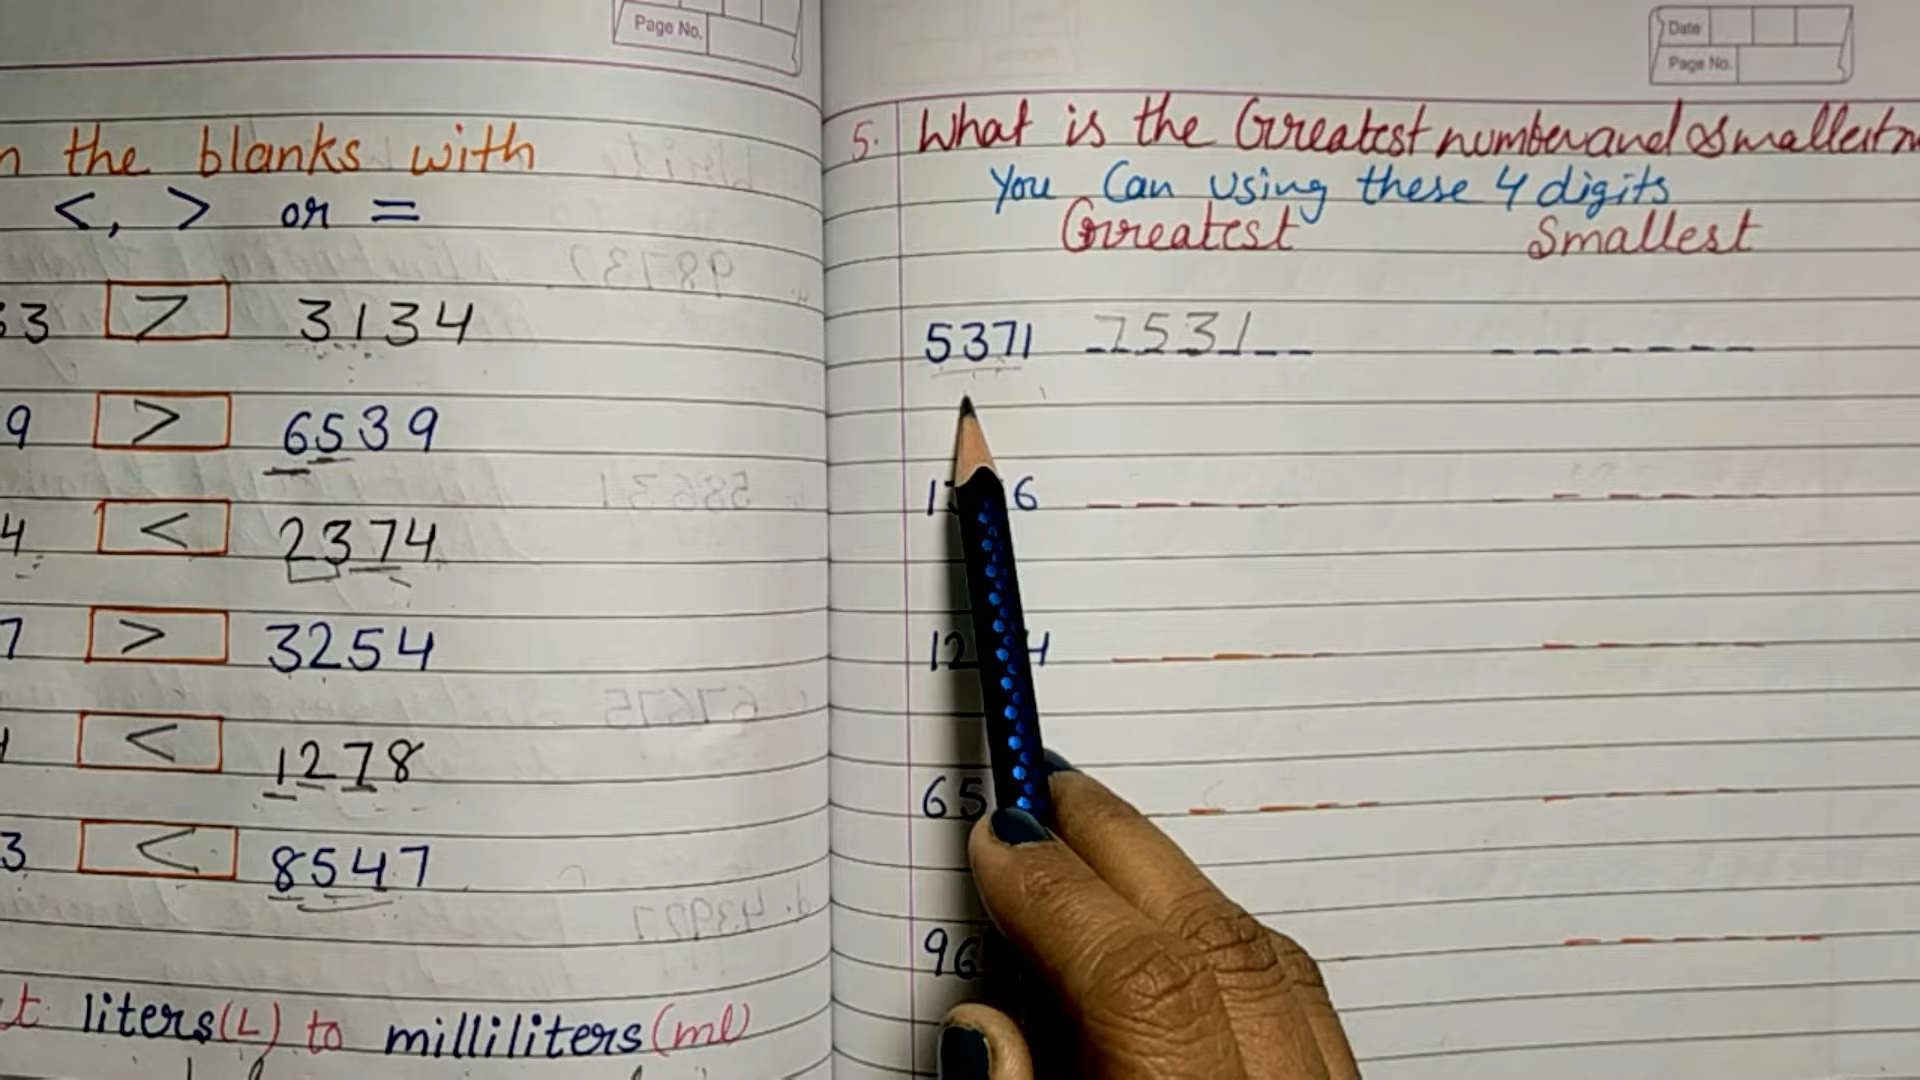 Page No.
the blanks with
<, > or =
3 > 3134
9 > 6539
4 < 2374
7 > 3254
< 1278
3 < 8547
liters(L) to milliliters (ml)
Date
Page No.
5. What is the Greatest number and Smallest
You Can using these 4 digits
Greatest Smallest
5371 7531
6
12 4
65
96